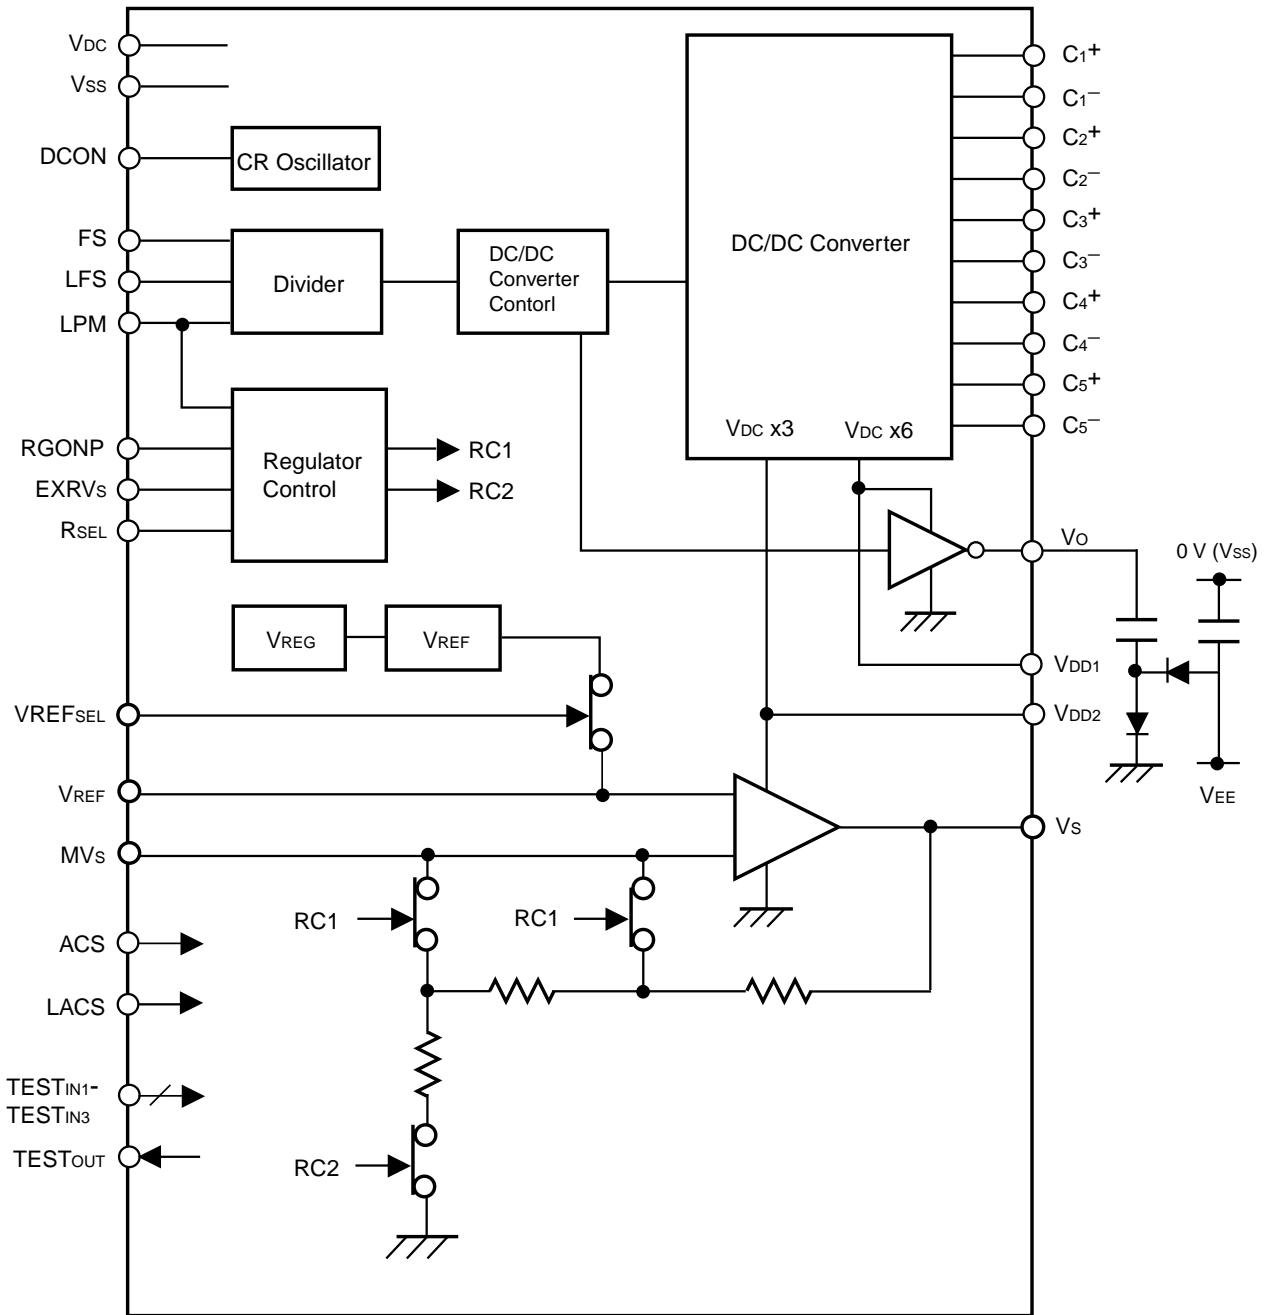 VDC
VSS
DCON
FS
LFS
LPM
RGONP
EXRVs
RSEL
VREFSEL
VREF
MVs
ACS
LACS
TESTIN1-
TESTIN3
TESTOUT
CR Oscillator
Divider
DC/DC
Converter
Contorl
Regulator
Control
RC1
RC2
VREG
VREF
DC/DC Converter
VDC x3
VDC x6
RC1
RC1
RC2
C1+
C1–
C2+
C2–
C3+
C3–
C4+
C4–
C5+
C5–
VO
VDD1
VDD2
VS
0 V (VSS)
VEE